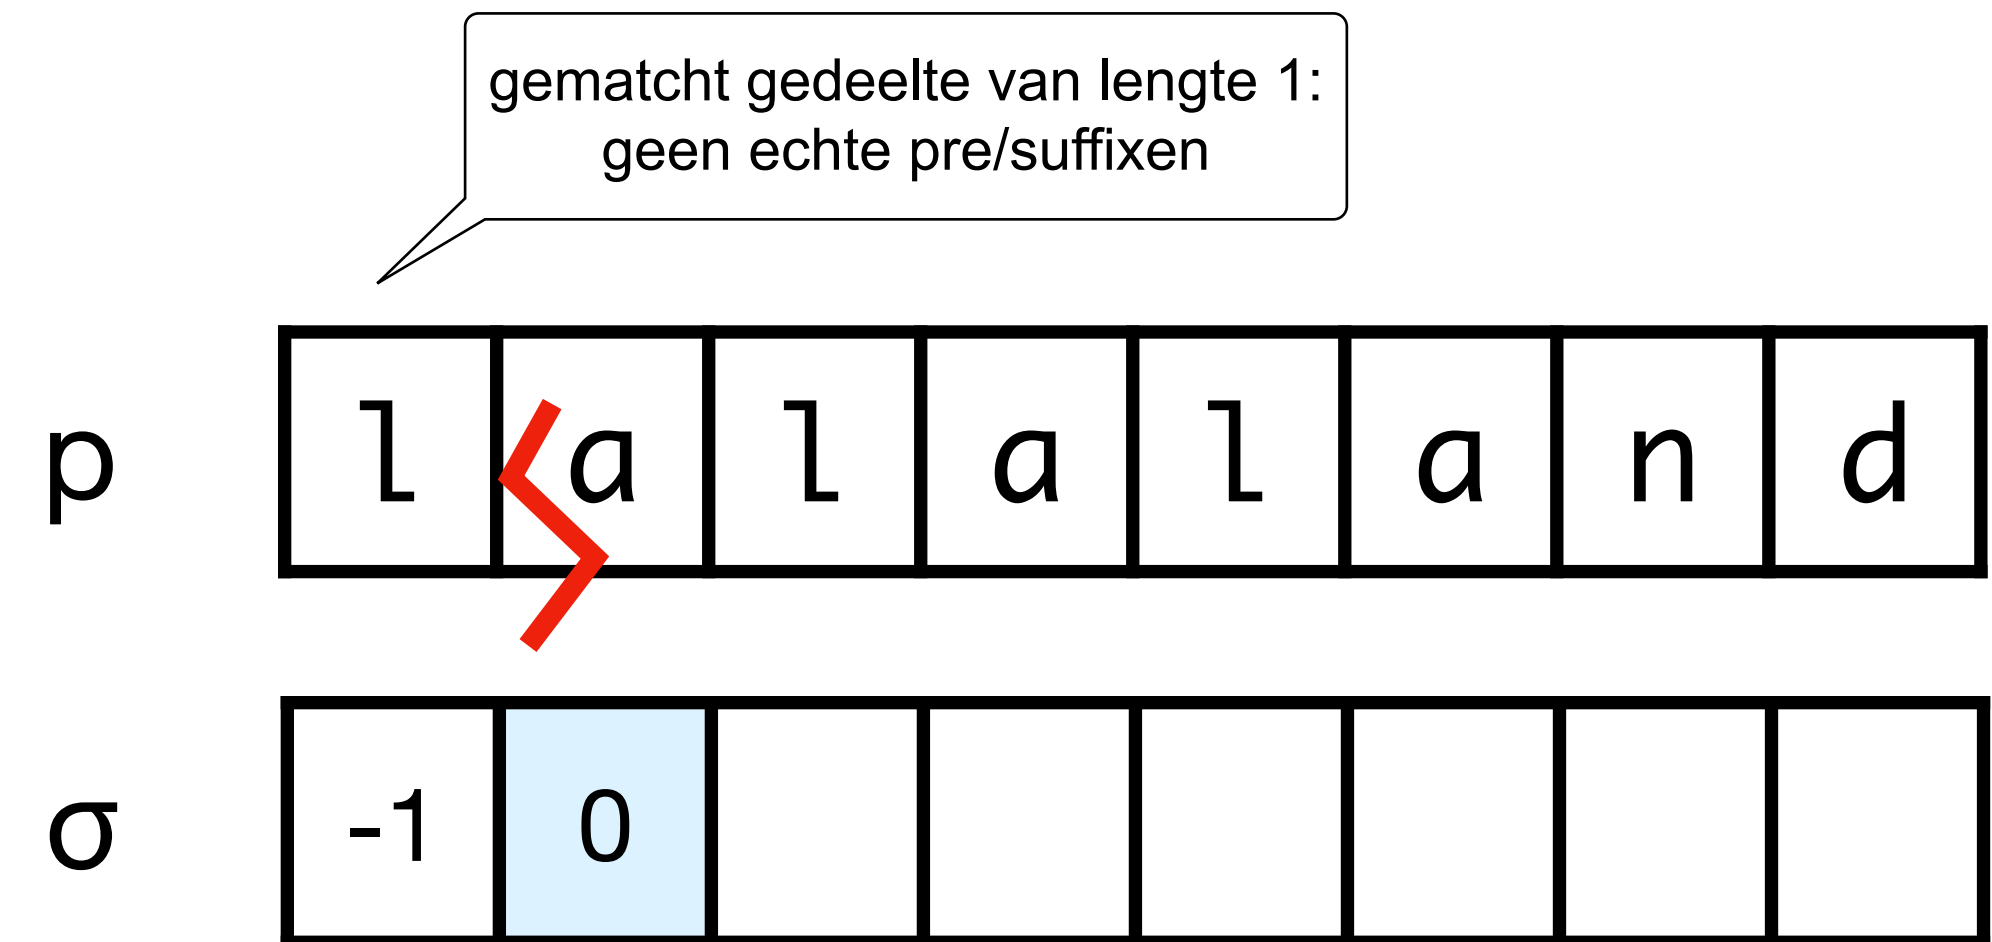 gematcht gedeelte van lengte 1:
geen echte pre/suffixen
p l a l a l a n d
σ -1 0